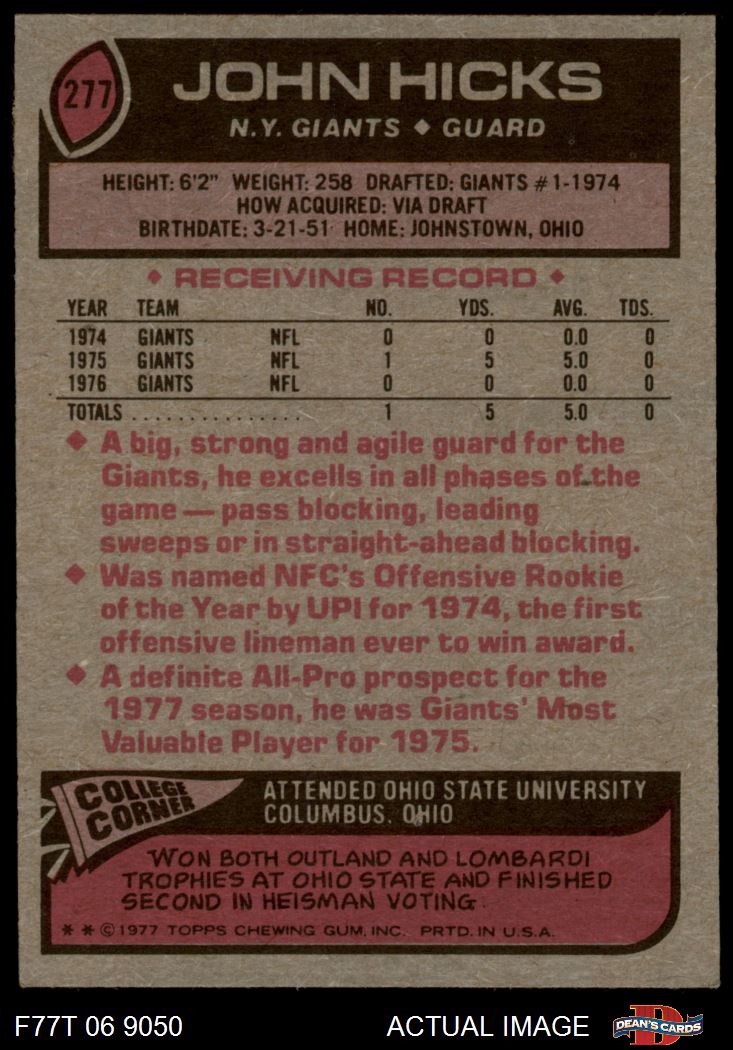 277
JOHN HICKS
N.Y. GIANTS ♦ GUARD
HEIGHT: 6'2" WEIGHT: 258 DRAFTED: GIANTS #1-1974
HOW ACQUIRED: VIA DRAFT
BIRTHDATE: 3-21-51 HOME: JOHNSTOWN, OHIO
♦ RECEIVING RECORD ♦
YEAR TEAM NO. YDS. AVG. TDS.
1974 GIANTS NFL 0 0 0.0 0
1975 GIANTS NFL 1 5 5.0 0
1976 GIANTS NFL 0 0 0.0 0
TOTALS . . . . . . . . . . . . . . . 1 5 5.0 0
♦ A big, strong and agile guard for the
Giants, he excells in all phases of the
game — pass blocking, leading
sweeps or in straight-ahead blocking.
♦ Was named NFC's Offensive Rookie
of the Year by UPI for 1974, the first
offensive lineman ever to win award.
♦ A definite All-Pro prospect for the
1977 season, he was Giants' Most
Valuable Player for 1975.
COLLEGE
CORNER
ATTENDED OHIO STATE UNIVERSITY
COLUMBUS, OHIO
WON BOTH OUTLAND AND LOMBARDI
TROPHIES AT OHIO STATE AND FINISHED
SECOND IN HEISMAN VOTING.
* * © 1977 TOPPS CHEWING GUM, INC. PRTD. IN U.S.A.
F77T 06 9050 ACTUAL IMAGE
D
DEAN'S CARDS